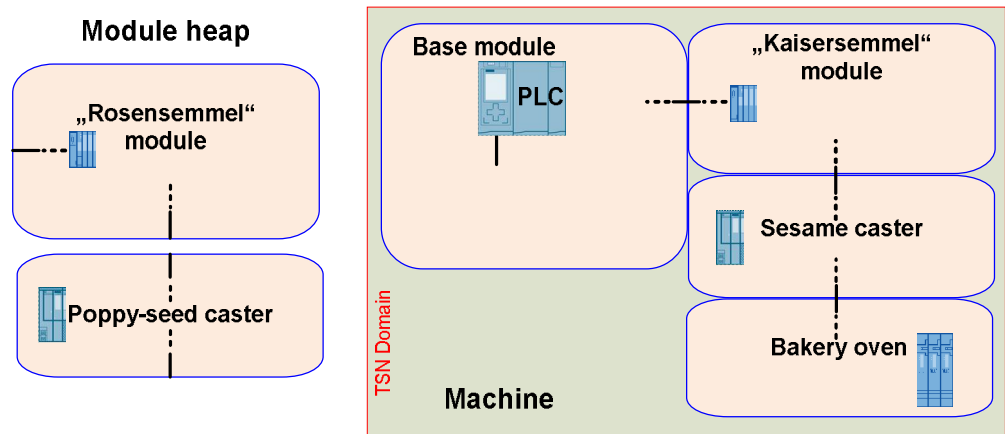 Module heap
„Rosensemmel“
module
Poppy-seed caster
Base module
PLC
„Kaisersemmel“
module
Sesame caster
Bakery oven
TSN Domain
Machine